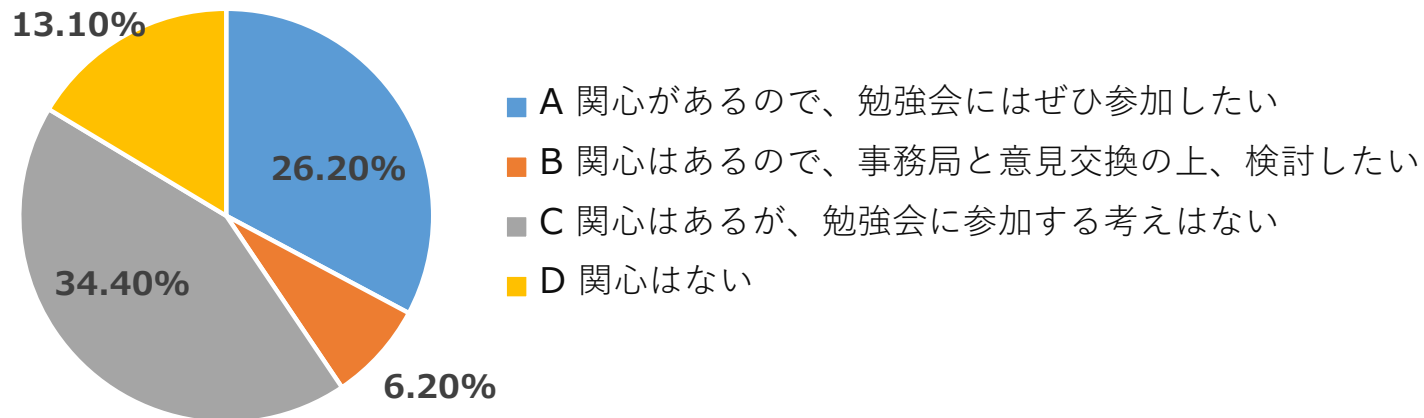 13.10%
26.20%
34.40%
6.20%
A 関心があるので、勉強会にはぜひ参加したい
B 関心はあるので、事務局と意見交換の上、検討したい
C 関心はあるが、勉強会に参加する考えはない
D 関心はない